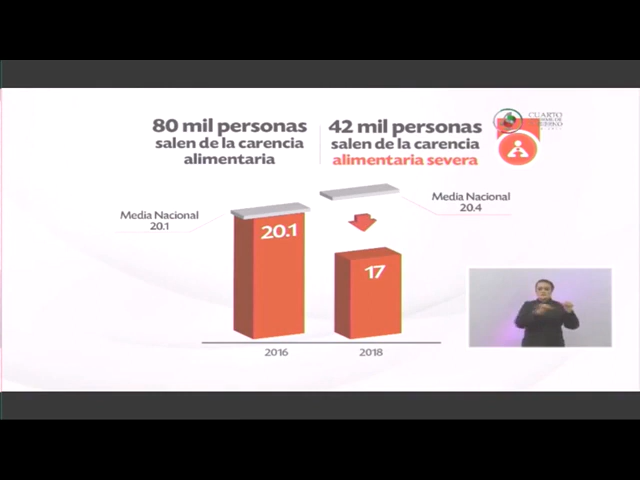 80 mil personas
salen de la carencia
alimentaria
42 mil personas
salen de la carencia
alimentaria severa
CUARTO
Media Nacional
20.1
20.1
Media Nacional
20.4
17
2016
2018